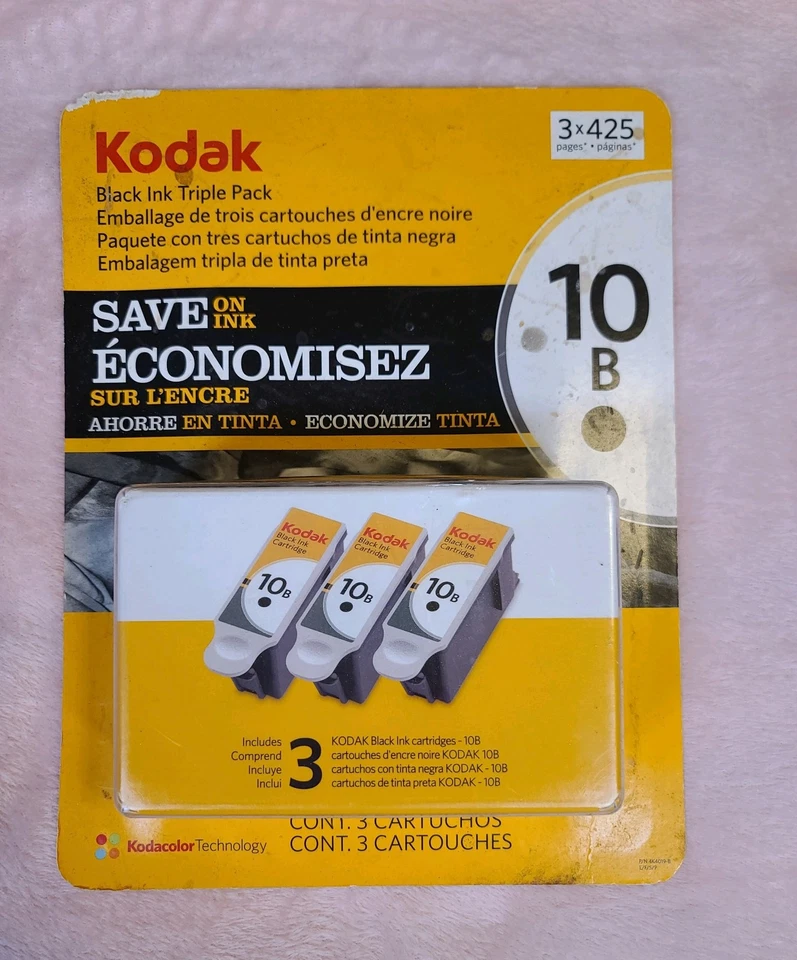 Kodak
3x425
pages* • páginas*
Black Ink Triple Pack
Emballage de trois cartouches d'encre noire
Paquete con tres cartuchos de tinta negra
Embalagem tripla de tinta preta
10
B
SAVE ON INK
ÉCONOMISEZ
SUR L'ENCRE
AHORRE EN TINTA • ECONOMIZE TINTA
Kodak
Black Ink
Cartridge
10B
Kodak
Black Ink
Cartridge
10B
Kodak
Black Ink
Cartridge
10B
Includes
Comprend
Incluye
Inclui
3
KODAK Black Ink cartridges - 10B
cartouches d'encre noire KODAK 10B
cartuchos con tinta negra KODAK - 10B
cartuchos de tinta preta KODAK - 10B
CONT. 3 CARTUCHOS
CONT. 3 CARTOUCHES
Kodacolor Technology